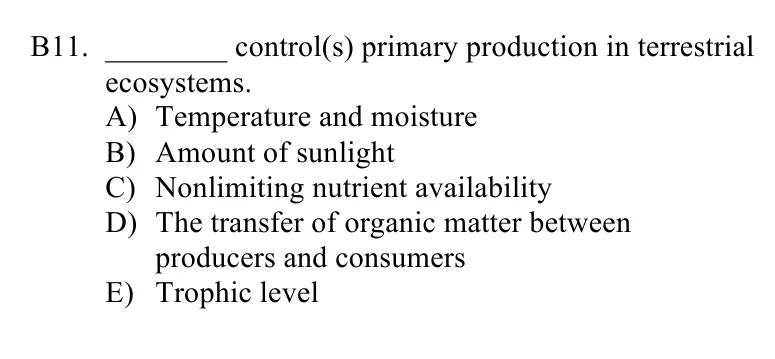 B11. ________ control(s) primary production in terrestrial
ecosystems.
A) Temperature and moisture
B) Amount of sunlight
C) Nonlimiting nutrient availability
D) The transfer of organic matter between
producers and consumers
E) Trophic level